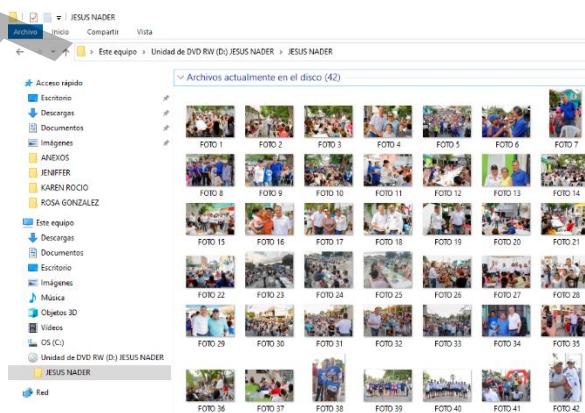 JESUS NADER
Archivo Inicio Compartir Vista
Este equipo > Unidad de DVD RW (D:) JESUS NADER > JESUS NADER
Acceso rápido
Escritorio
Descargas
Documentos
Imágenes
ANEXOS
JENIFFER
KAREN ROCIO
ROSA GONZALEZ
Este equipo
Descargas
Documentos
Escritorio
Imágenes
Música
Objetos 3D
Vídeos
OS (C:)
Unidad de DVD RW (D:) JESUS NADER
JESUS NADER
Red
Archivos actualmente en el disco (42)
FOTO 1 FOTO 2 FOTO 3 FOTO 4 FOTO 5 FOTO 6 FOTO 7
FOTO 8 FOTO 9 FOTO 10 FOTO 11 FOTO 12 FOTO 13 FOTO 14
FOTO 15 FOTO 16 FOTO 17 FOTO 18 FOTO 19 FOTO 20 FOTO 21
FOTO 22 FOTO 23 FOTO 24 FOTO 25 FOTO 26 FOTO 27 FOTO 28
FOTO 29 FOTO 30 FOTO 31 FOTO 32 FOTO 33 FOTO 34 FOTO 35
FOTO 36 FOTO 37 FOTO 38 FOTO 39 FOTO 40 FOTO 41 FOTO 42